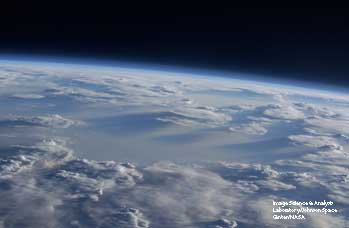 Image Science & Analysis
Laboratory/Johnson Space
Center/NASA